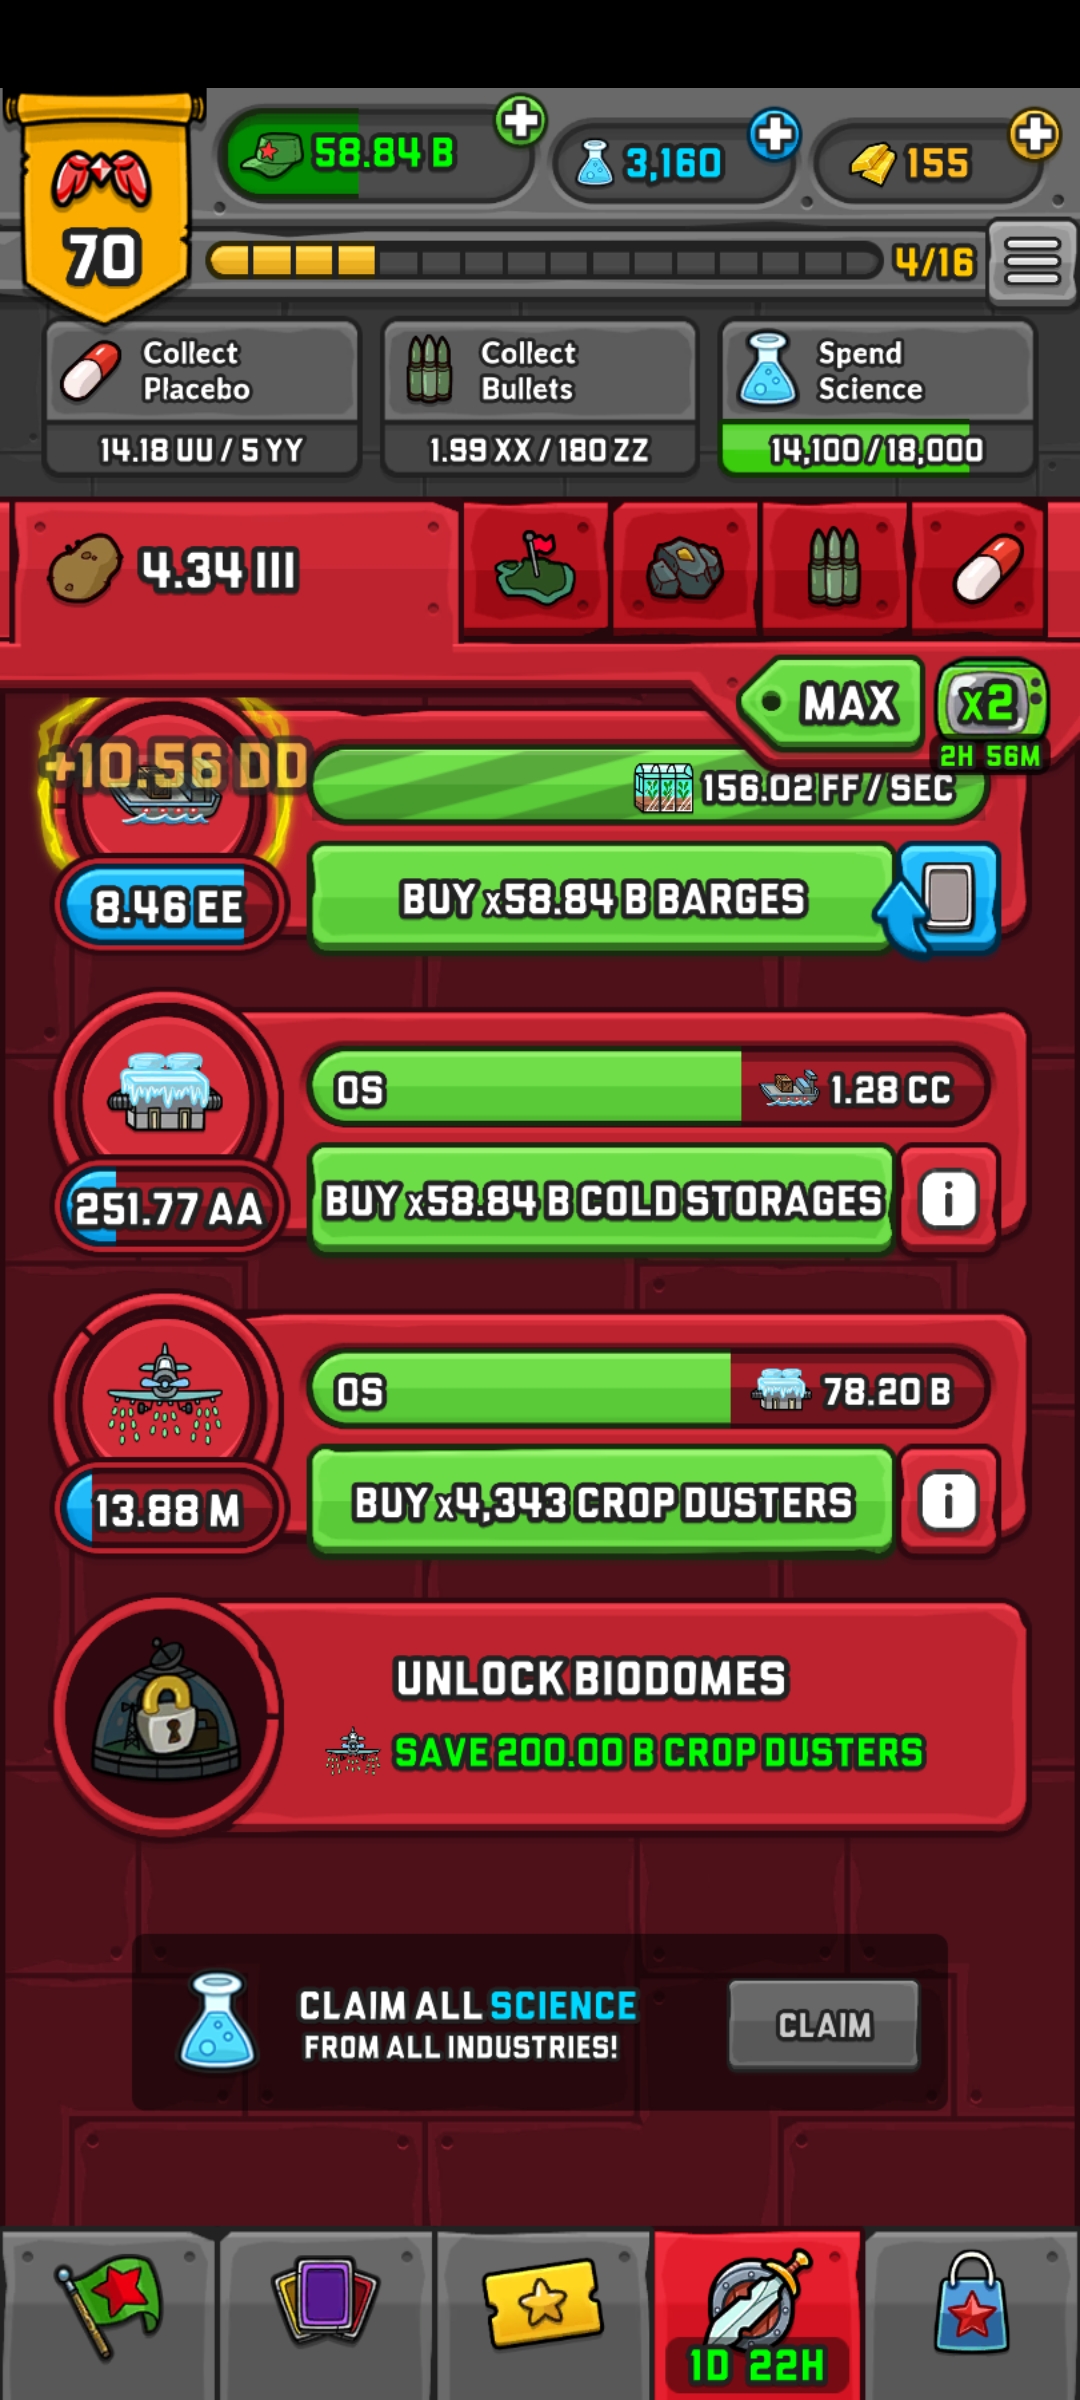 58.84 B
3,160
155
70
4/16
Collect
Placebo
14.18 UU / 5 YY
Collect
Bullets
1.99 XX / 180 ZZ
Spend
Science
14,100 / 18,000
4.34 III
MAX
x2
2H 56M
+10.56 DD
156.02 FF / SEC
8.46 EE
BUY x58.84 B BARGES
0S
1.28 CC
251.77 AA
BUY x58.84 B COLD STORAGES
0S
78.20 B
13.88 M
BUY x4,343 CROP DUSTERS
UNLOCK BIODOMES
SAVE 200.00 B CROP DUSTERS
CLAIM ALL SCIENCE
FROM ALL INDUSTRIES!
CLAIM
1D 22H